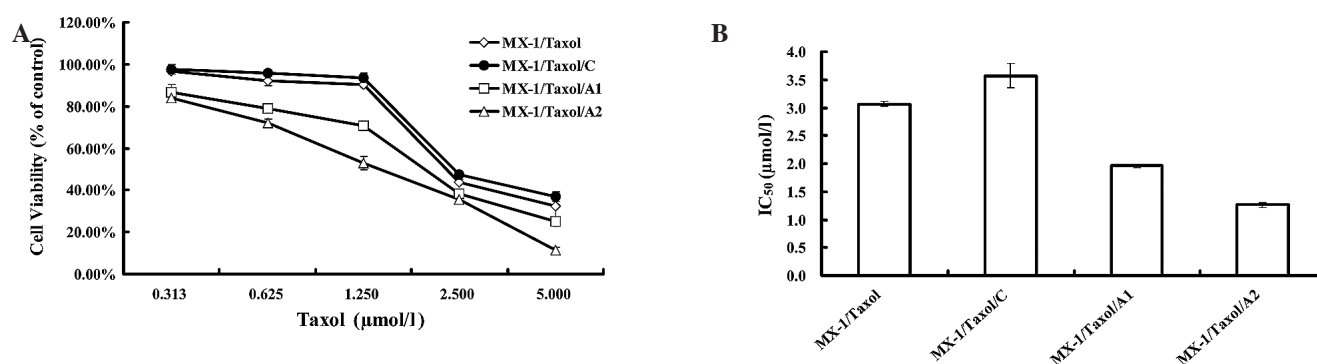 A
120.00%
100.00%
80.00%
60.00%
40.00%
20.00%
0.00%
Cell Viability (% of control)
0.313 0.625 1.250 2.500 5.000
Taxol (μmol/l)
MX-1/Taxol
MX-1/Taxol/C
MX-1/Taxol/A1
MX-1/Taxol/A2
B
4.0
3.5
3.0
2.5
2.0
1.5
1.0
0.5
0.0
IC50 (μmol/l)
MX-1/Taxol
MX-1/Taxol/C
MX-1/Taxol/A1
MX-1/Taxol/A2